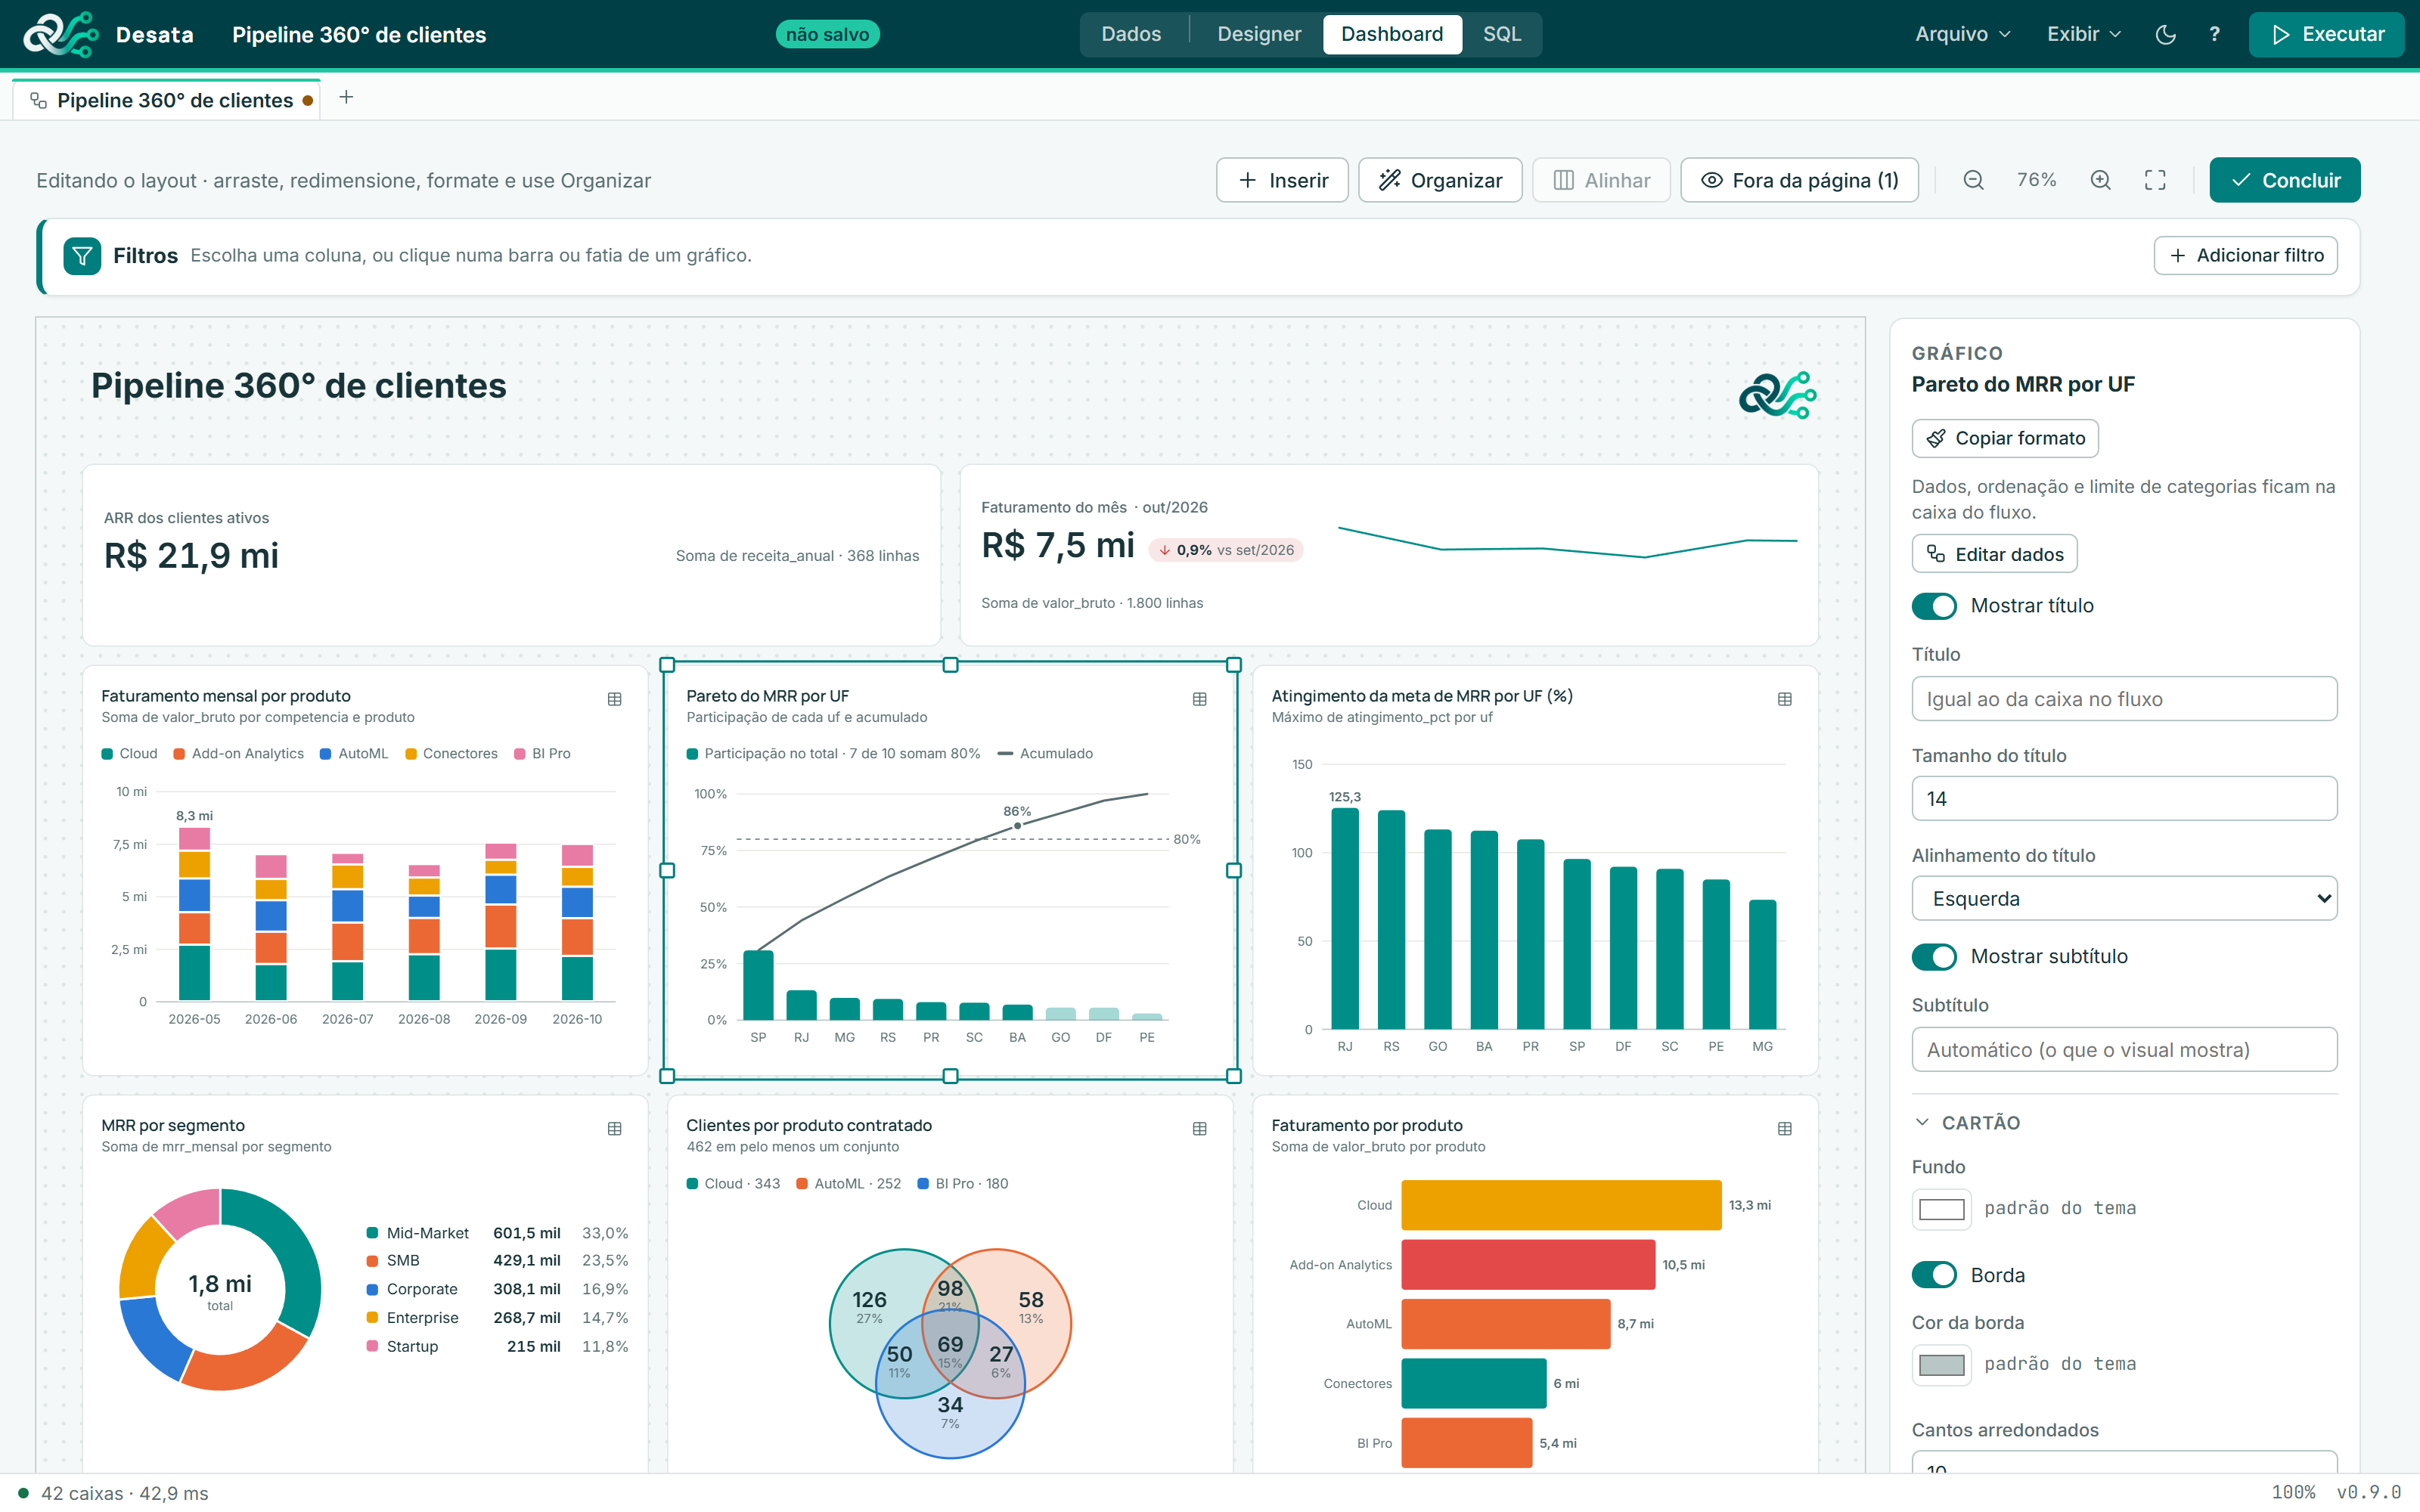 Desata
Pipeline 360° de clientes
não salvo
Dados
Designer
Dashboard
SQL
Arquivo
Exibir
?
Executar
Pipeline 360° de clientes
Editando o layout · arraste, redimensione, formate e use Organizar
Inserir
Organizar
Alinhar
Fora da página (1)
76%
Concluir
Filtros
Escolha uma coluna, ou clique numa barra ou fatia de um gráfico.
Adicionar filtro
Pipeline 360° de clientes
ARR dos clientes ativos
R$ 21,9 mi
Soma de receita_anual · 368 linhas
Faturamento do mês · out/2026
R$ 7,5 mi
0,9% vs set/2026
Soma de valor_bruto · 1.800 linhas
Faturamento mensal por produto
Soma de valor_bruto por competencia e produto
Cloud
Add-on Analytics
AutoML
Conectores
BI Pro
10 mi
8,3 mi
7,5 mi
5 mi
2,5 mi
0
2026-05
2026-06
2026-07
2026-08
2026-09
2026-10
Pareto do MRR por UF
Participação de cada uf e acumulado
Participação no total · 7 de 10 somam 80%
Acumulado
100%
86%
80%
75%
50%
25%
0%
SP
RJ
MG
RS
PR
SC
BA
GO
DF
PE
Atingimento da meta de MRR por UF (%)
Máximo de atingimento_pct por uf
150
125,3
100
50
0
RJ
RS
GO
BA
PR
SP
DF
SC
PE
MG
MRR por segmento
Soma de mrr_mensal por segmento
1,8 mi
total
Mid-Market 601,5 mil 33,0%
SMB 429,1 mil 23,5%
Corporate 308,1 mil 16,9%
Enterprise 268,7 mil 14,7%
Startup 215 mil 11,8%
Clientes por produto contratado
462 em pelo menos um conjunto
Cloud · 343
AutoML · 252
BI Pro · 180
126
27%
98
21%
58
13%
50
11%
69
15%
27
6%
34
7%
Faturamento por produto
Soma de valor_bruto por produto
Cloud 13,3 mi
Add-on Analytics 10,5 mi
AutoML 8,7 mi
Conectores 6 mi
BI Pro 5,4 mi
GRÁFICO
Pareto do MRR por UF
Copiar formato
Dados, ordenação e limite de categorias ficam na
caixa do fluxo.
Editar dados
Mostrar título
Título
Igual ao da caixa no fluxo
Tamanho do título
14
Alinhamento do título
Esquerda
Mostrar subtítulo
Subtítulo
Automático (o que o visual mostra)
CARTÃO
Fundo
padrão do tema
Borda
Cor da borda
padrão do tema
Cantos arredondados
10
42 caixas · 42,9 ms
100%
v0.9.0